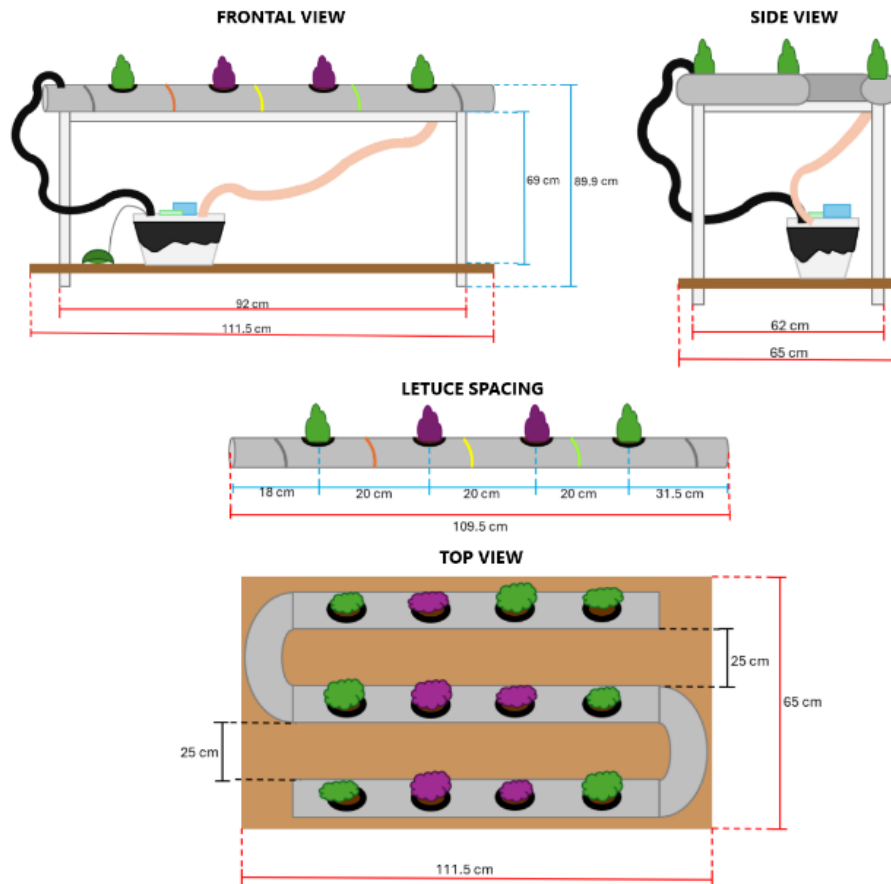 FRONTAL VIEW
SIDE VIEW
69 cm
89.9 cm
92 cm
111.5 cm
62 cm
65 cm
LETUCE SPACING
18 cm
20 cm
20 cm
20 cm
31.5 cm
109.5 cm
TOP VIEW
25 cm
65 cm
25 cm
111.5 cm